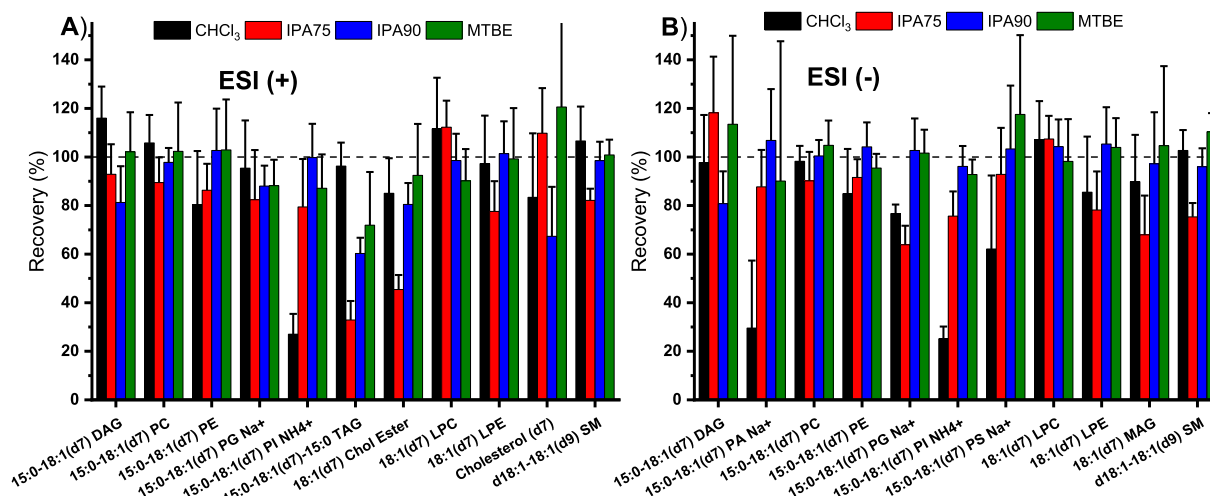 A)
CHCl3 IPA75 IPA90 MTBE
ESI (+)
Recovery (%)
140
120
100
80
60
40
20
0
15:0-18:1(d7) DAG
15:0-18:1(d7) PC
15:0-18:1(d7) PE
15:0-18:1(d7) PG Na+
15:0-18:1(d7) PI NH4+
15:0-18:1(d7)-15:0 TAG
18:1(d7) Chol Ester
18:1(d7) LPC
18:1(d7) LPE
Cholesterol (d7)
d18:1-18:1(d9) SM
B)
CHCl3 IPA75 IPA90 MTBE
ESI (-)
Recovery (%)
140
120
100
80
60
40
20
0
15:0-18:1(d7) DAG
15:0-18:1(d7) PA Na+
15:0-18:1(d7) PC
15:0-18:1(d7) PE
15:0-18:1(d7) PG Na+
15:0-18:1(d7) PI NH4+
15:0-18:1(d7) PS Na+
18:1(d7) LPC
18:1(d7) LPE
18:1(d7) MAG
d18:1-18:1(d9) SM